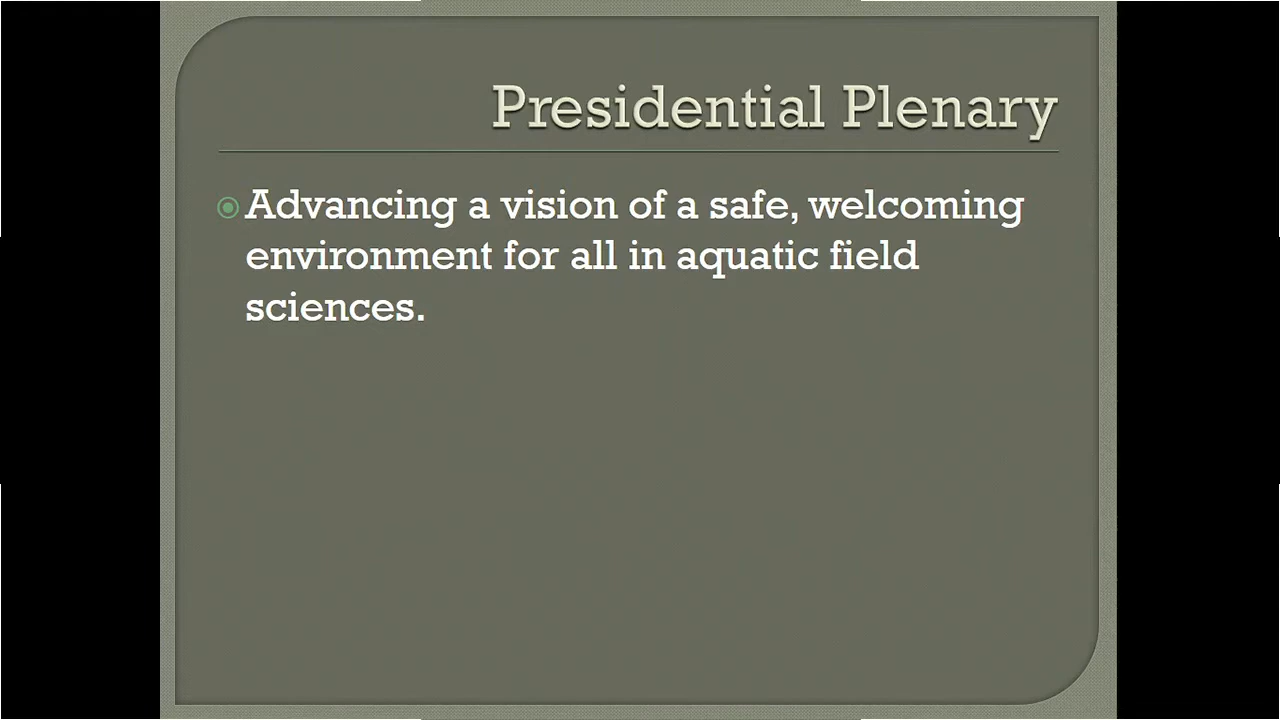 Presidential Plenary
Advancing a vision of a safe, welcoming
environment for all in aquatic field
sciences.